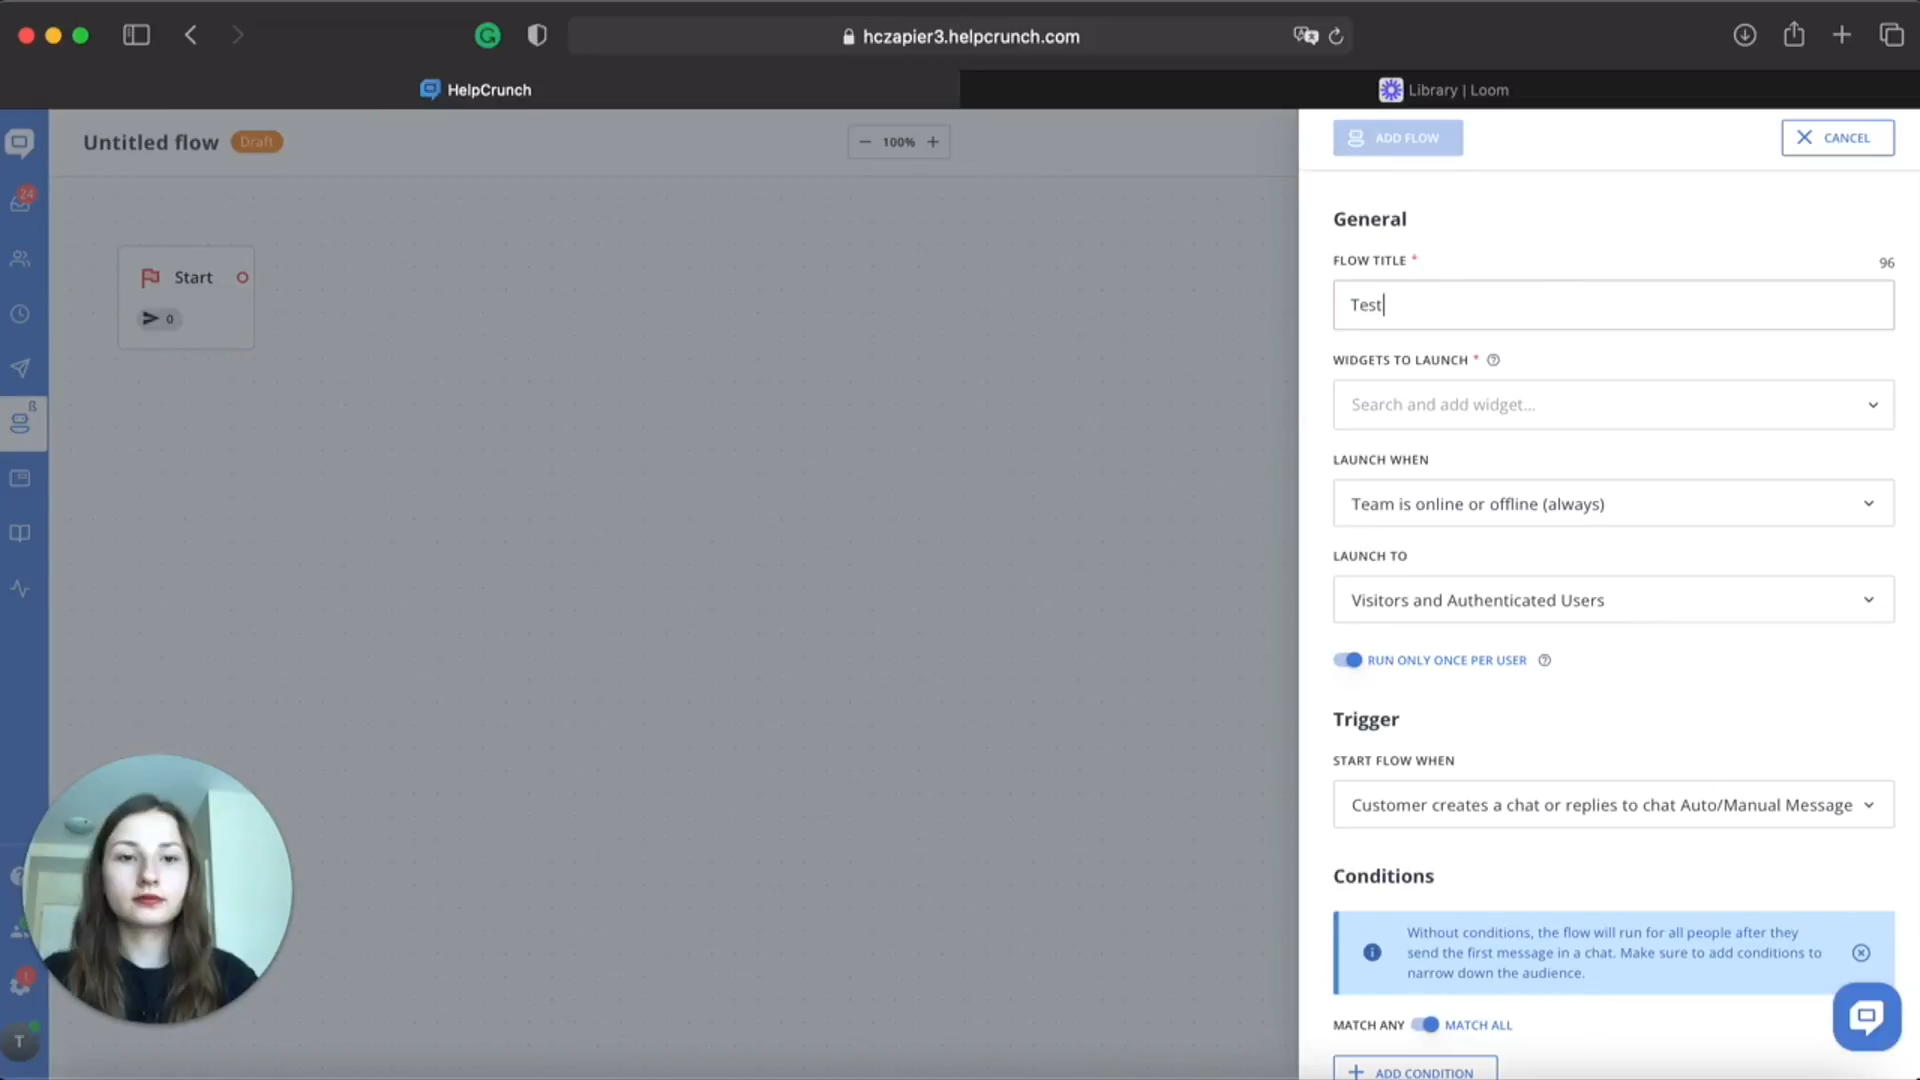 hczapier3.helpcrunch.com
HelpCrunch
Library | Loom
Untitled flow
Draft
100%
ADD FLOW
CANCEL
24
Start
0
General
FLOW TITLE *
96
Test
WIDGETS TO LAUNCH *
Search and add widget...
LAUNCH WHEN
Team is online or offline (always)
LAUNCH TO
Visitors and Authenticated Users
RUN ONLY ONCE PER USER
Trigger
START FLOW WHEN
Customer creates a chat or replies to chat Auto/Manual Message
Conditions
Without conditions, the flow will run for all people after they
send the first message in a chat. Make sure to add conditions to
narrow down the audience.
MATCH ANY
MATCH ALL
ADD CONDITION
T